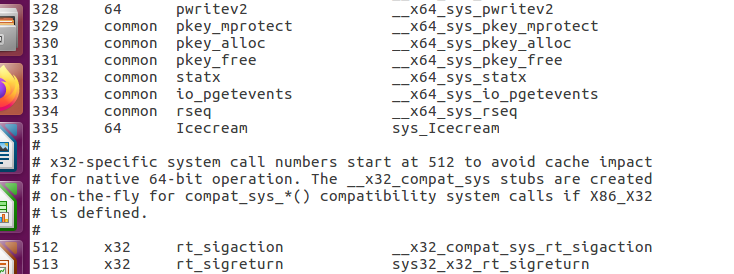 328 64 pwritev2 __x64_sys_pwritev2
329 common pkey_mprotect __x64_sys_pkey_mprotect
330 common pkey_alloc __x64_sys_pkey_alloc
331 common pkey_free __x64_sys_pkey_free
332 common statx __x64_sys_statx
333 common io_pgetevents __x64_sys_io_pgetevents
334 common rseq __x64_sys_rseq
335 64 Icecream sys_Icecream
#
# x32-specific system call numbers start at 512 to avoid cache impact
# for native 64-bit operation. The __x32_compat_sys stubs are created
# on-the-fly for compat_sys_*() compatibility system calls if X86_X32
# is defined.
#
512 x32 rt_sigaction __x32_compat_sys_rt_sigaction
513 x32 rt_sigreturn sys32_x32_rt_sigreturn